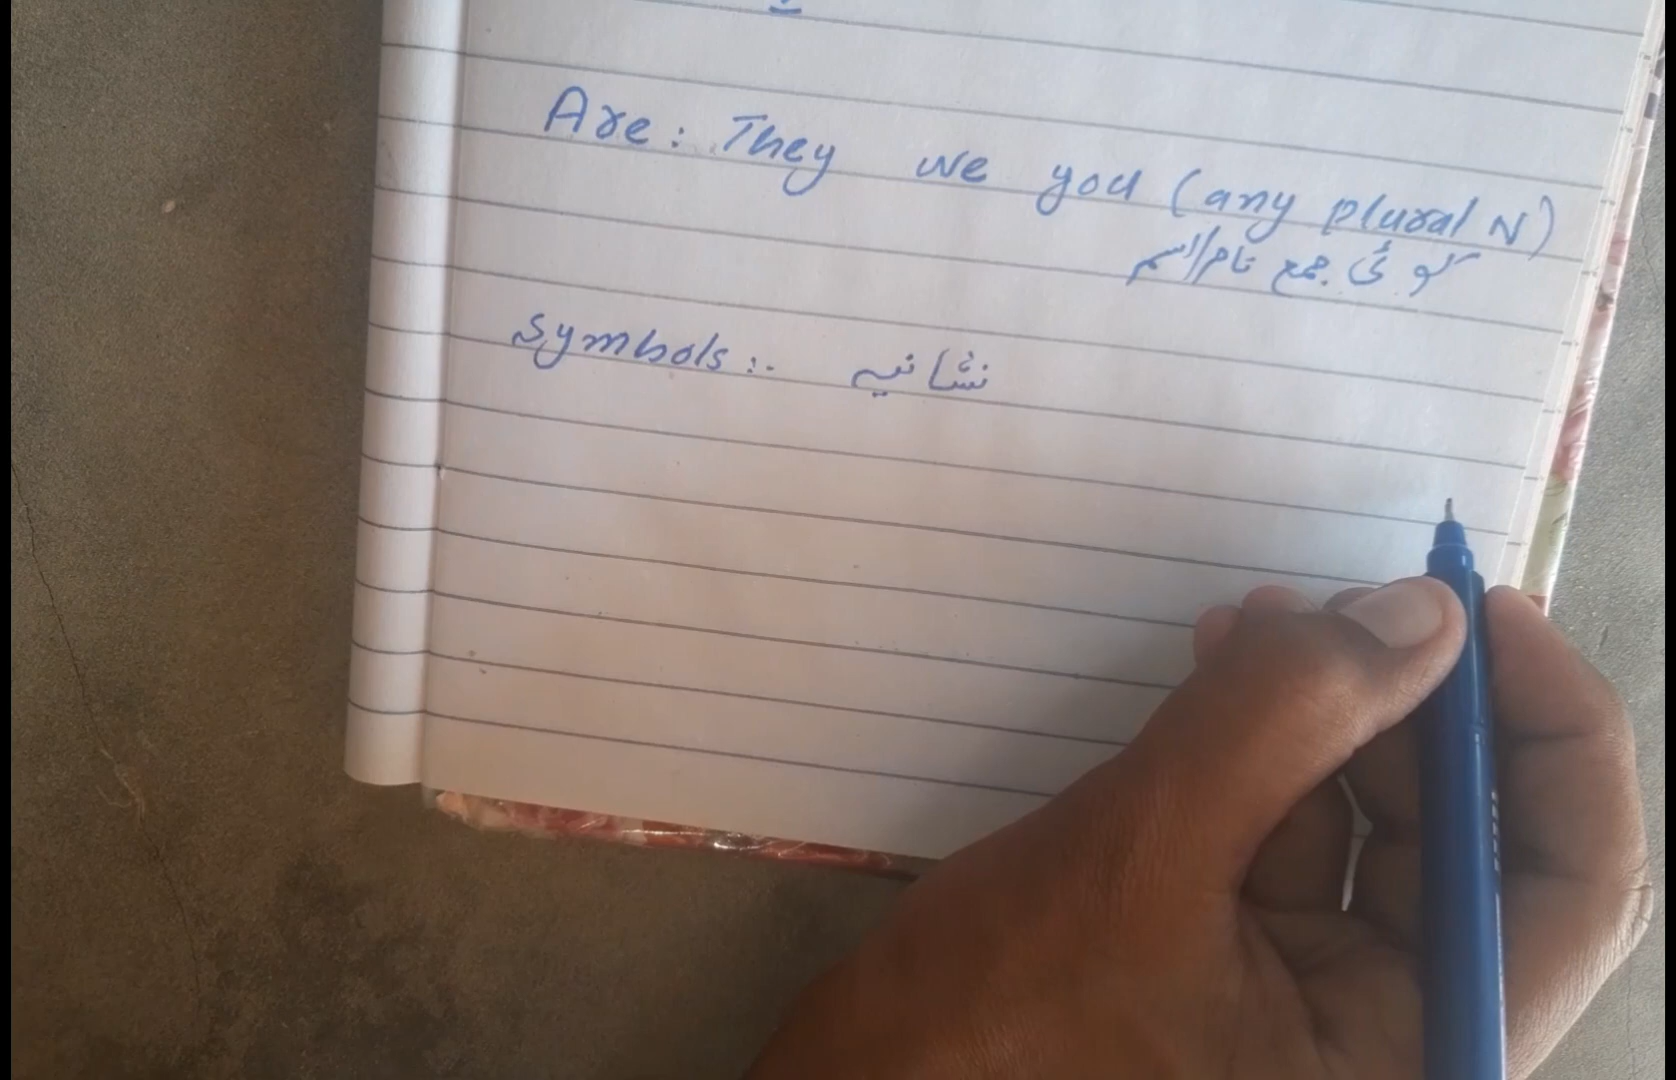 Are: They we you (any plural N)
کوئی جمع نام/اسم
Symbols :- نشانیہ